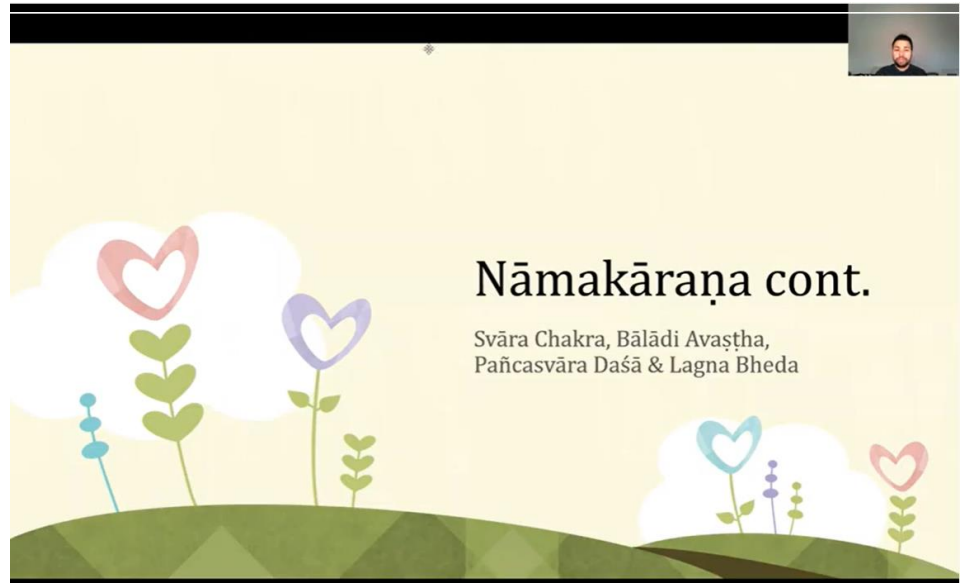 Nāmakāraṇa cont.
Svāra Chakra, Bālādi Avaṣṭha,
Pañcasvāra Daśā & Lagna Bheda